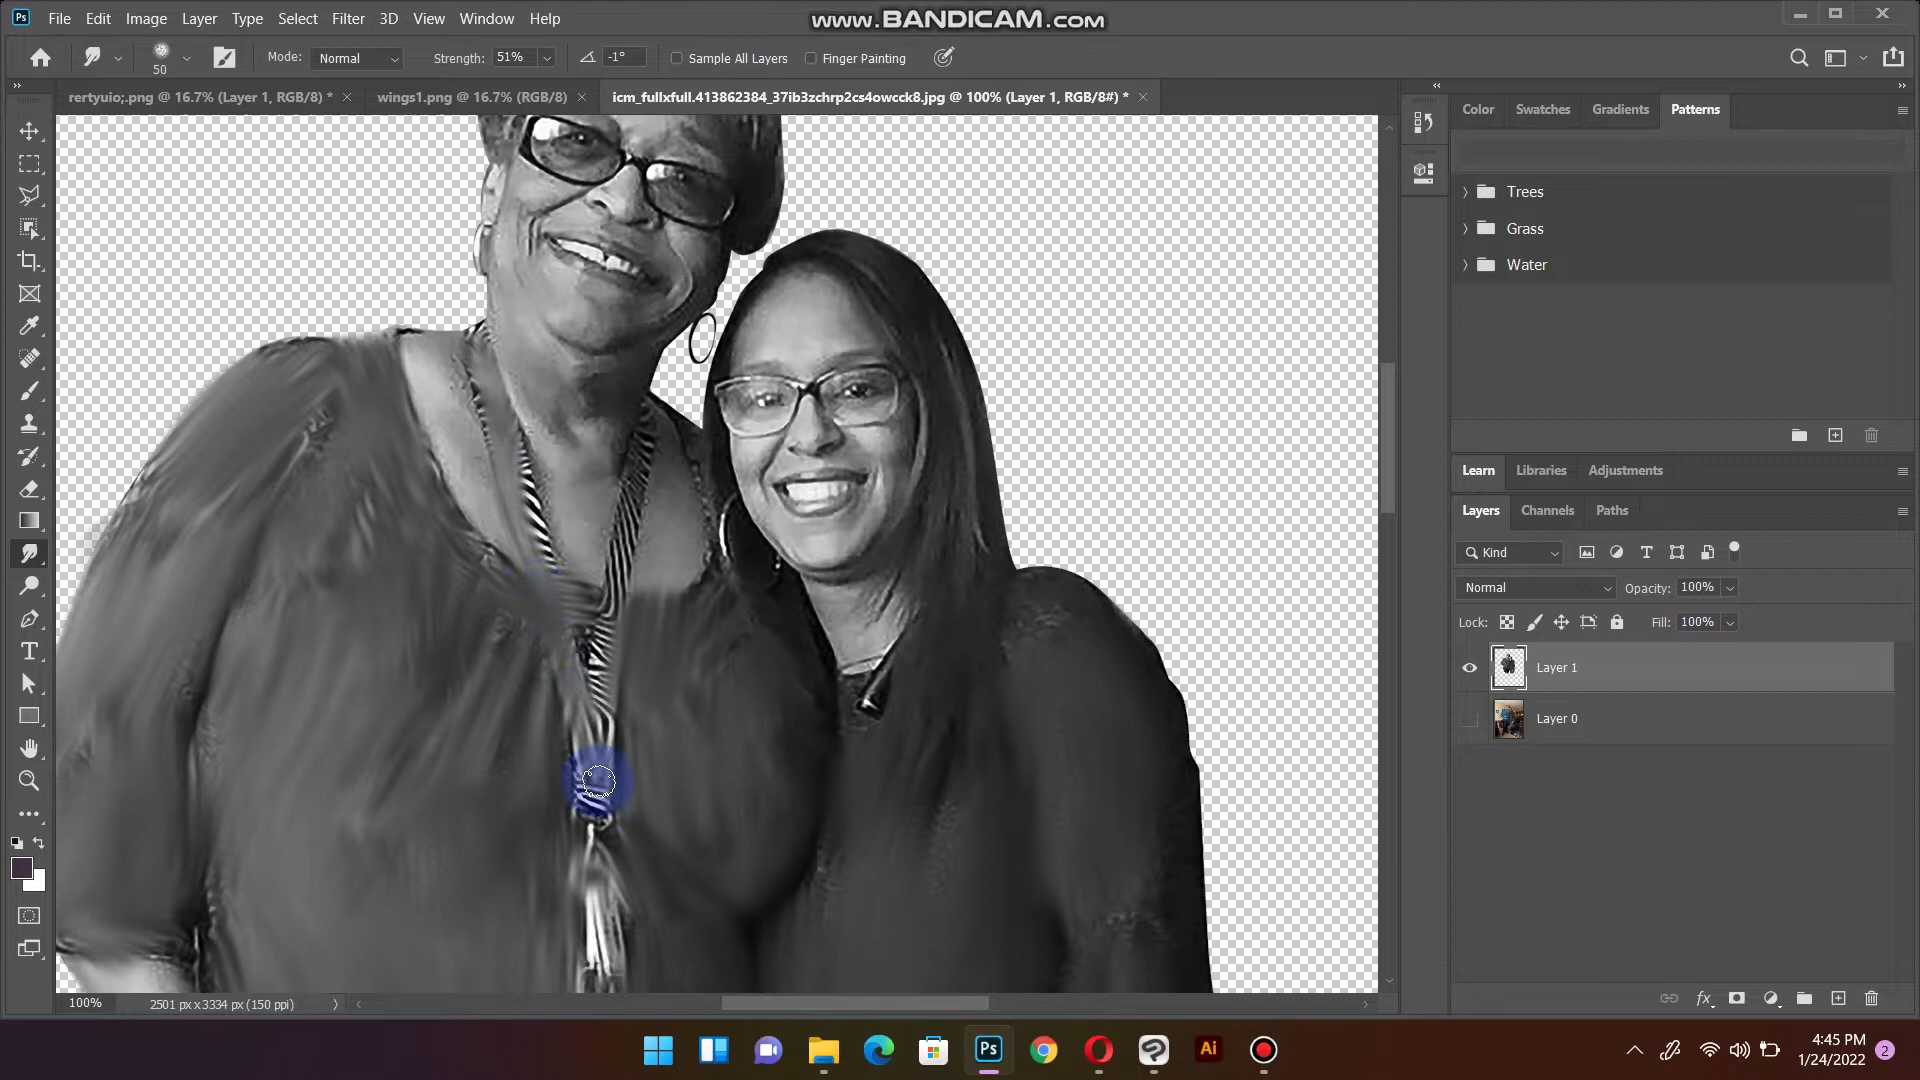 File Edit Image Layer Type Select Filter 3D View Window Help
www.BANDICAM.com
50 Mode: Normal Strength: 51% -1° Sample All Layers Finger Painting
rertyuio;.png @ 16.7% (Layer 1, RGB/8) * wings1.png @ 16.7% (RGB/8) icm_fullxfull.413862384_37ib3zchrp2cs4owcck8.jpg @ 100% (Layer 1, RGB/8#) *
Color Swatches Gradients Patterns
Trees
Grass
Water
Learn Libraries Adjustments
Layers Channels Paths
Kind
Normal Opacity: 100%
Lock: Fill: 100%
Layer 1
Layer 0
100% 2501 px x 3334 px (150 ppi)
Ps
Ps
Ai
4:45 PM
1/24/2022
2